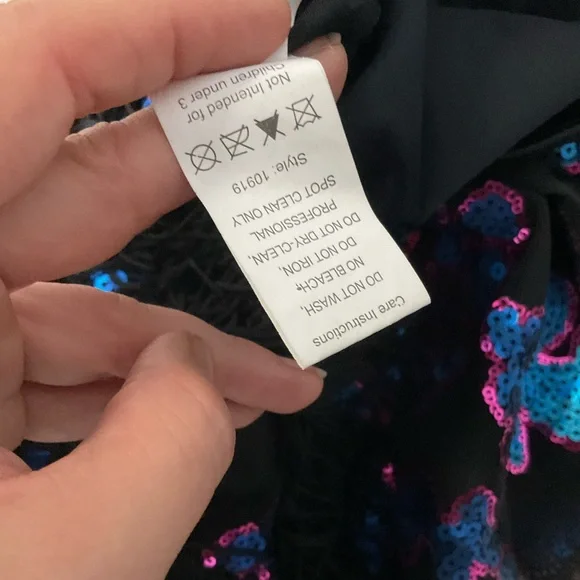 Care Instructions
DO NOT WASH,
NO BLEACH,
DO NOT IRON,
DO NOT DRY-CLEAN,
PROFESSIONAL
SPOT CLEAN ONLY
Style: 10919
Not Intended for
Children under 3